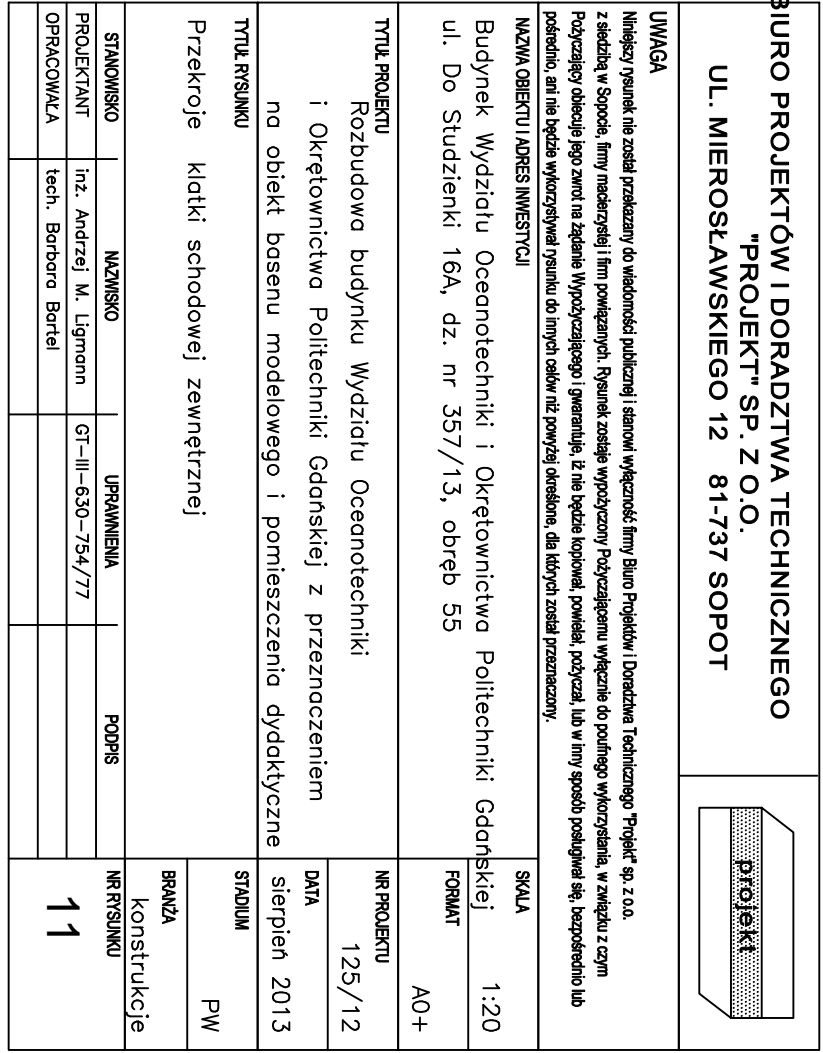 BIURO PROJEKTÓW I DORADZTWA TECHNICZNEGO
"PROJEKT" SP. Z O.O.
UL. MIEROSŁAWSKIEGO 12 81-737 SOPOT
projekt
UWAGA
Niniejszy rysunek nie został przekazany do wiadomości publicznej i stanowi wyłączność firmy Biuro Projektów i Doradztwa Technicznego "Projekt" sp. z o.o.
z siedzibą w Sopocie, firmy macierzystej i firm powiązanych. Rysunek zostaje wypożyczony Pożyczającemu wyłącznie do poufnego wykorzystania, w związku z czym
Pożyczający obiecuje jego zwrot na żądanie Wypożyczającego i gwarantuje, iż nie będzie kopiował, powielał, pożyczał, lub w inny sposób posługiwał się, bezpośrednio lub
pośrednio, ani nie będzie wykorzystywał rysunku do innych celów niż powyżej określone, dla których został przeznaczony.
NAZWA OBIEKTU I ADRES INWESTYCJI
Budynek Wydziału Oceanotechniki i Okrętownictwa Politechniki Gdańskiej
ul. Do Studzienki 16A, dz. nr 357/13, obręb 55
SKALA
1:20
FORMAT
A0+
TYTUŁ PROJEKTU
Rozbudowa budynku Wydziału Oceanotechniki
i Okrętownictwa Politechniki Gdańskiej z przeznaczeniem
na obiekt basenu modelowego i pomieszczenia dydaktyczne
NR PROJEKTU
125/12
DATA
sierpień 2013
TYTUŁ RYSUNKU
Przekroje klatki schodowej zewnętrznej
STADIUM
PW
BRANŻA
konstrukcje
STANOWISKO NAZWISKO UPRAWNIENIA PODPIS NR RYSUNKU
PROJEKTANT inż. Andrzej M. Ligmann GT-III-630-754/77
OPRACOWAŁA tech. Barbara Bartel
11